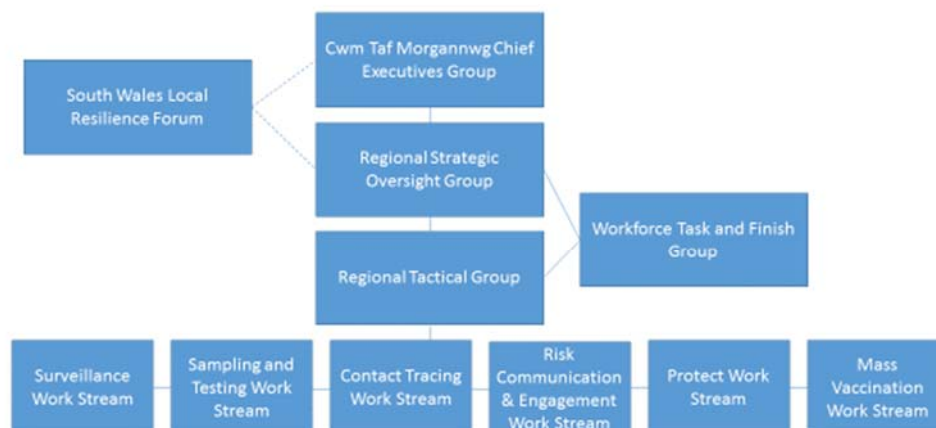 Cwm Taf Morgannwg Chief
Executives Group
South Wales Local
Resilience Forum
Regional Strategic
Oversight Group
Workforce Task and Finish
Group
Regional Tactical Group
Surveillance
Work Stream
Sampling and
Testing Work
Stream
Contact Tracing
Work Stream
Risk
Communication
& Engagement
Work Stream
Protect Work
Stream
Mass
Vaccination
Work Stream